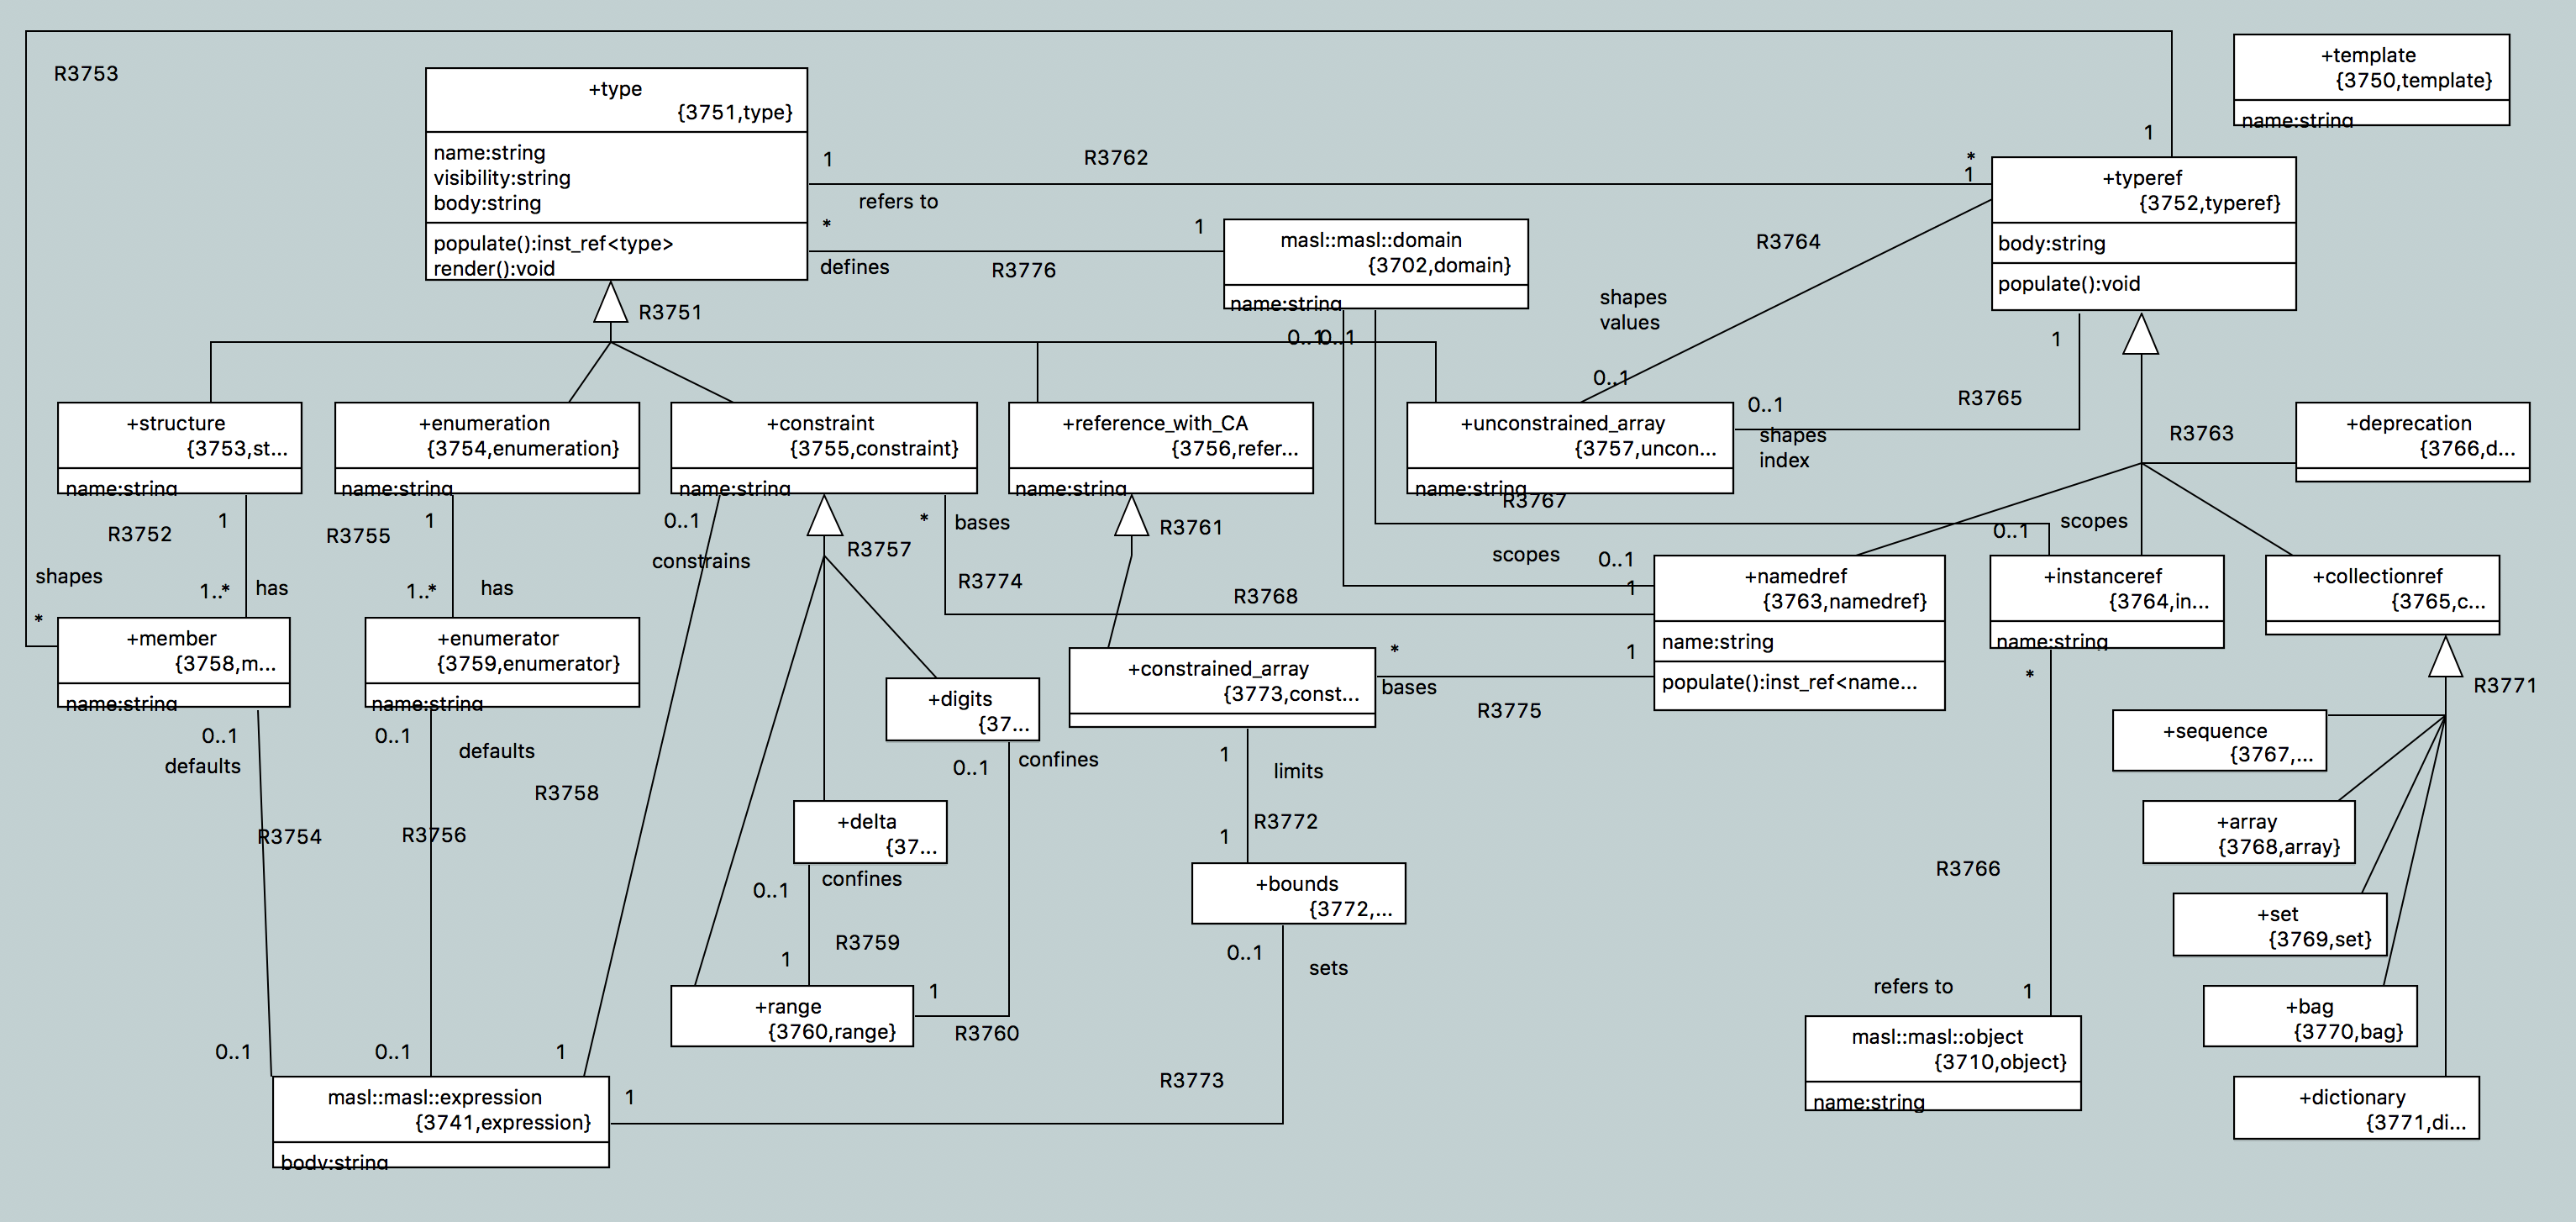 R3753
+template
{3750,template}
name:string
+type
{3751,type}
name:string
visibility:string
body:string
populate():inst_ref<type>
render():void
1
R3762
*
1
1
refers to
+typeref
{3752,typeref}
body:string
populate():void
*
1
defines
R3776
masl::masl::domain
{3702,domain}
name:string
0..1
0..1
R3764
shapes
values
0..1
R3751
1
R3765
0..1
shapes
index
R3763
+structure
{3753,st...
name:string
+enumeration
{3754,enumeration}
name:string
+constraint
{3755,constraint}
name:string
+reference_with_CA
{3756,refer...
name:string
+unconstrained_array
{3757,uncon...
name:string
+deprecation
{3766,d...
R3767
R3752
1
1..*
has
R3755
1
1..*
has
0..1
constrains
R3757
*
bases
R3774
R3761
R3768
scopes
0..1
1
0..1
scopes
shapes
*
+member
{3758,m...
name:string
+enumerator
{3759,enumerator}
name:string
+namedref
{3763,namedref}
name:string
populate():inst_ref<name...
+instanceref
{3764,in...
name:string
+collectionref
{3765,c...
+digits
{37...
+constrained_array
{3773,const...
*
bases
1
R3775
*
R3771
0..1
defaults
0..1
defaults
R3758
R3754
R3756
0..1
confines
1
limits
R3772
1
+sequence
{3767,...
+array
{3768,array}
+set
{3769,set}
+bag
{3770,bag}
+dictionary
{3771,di...
+delta
{37...
0..1
confines
R3759
1
+bounds
{3772,...
0..1
sets
R3766
refers to
1
+range
{3760,range}
1
R3760
masl::masl::object
{3710,object}
name:string
0..1
0..1
1
masl::masl::expression
{3741,expression}
body:string
1
R3773